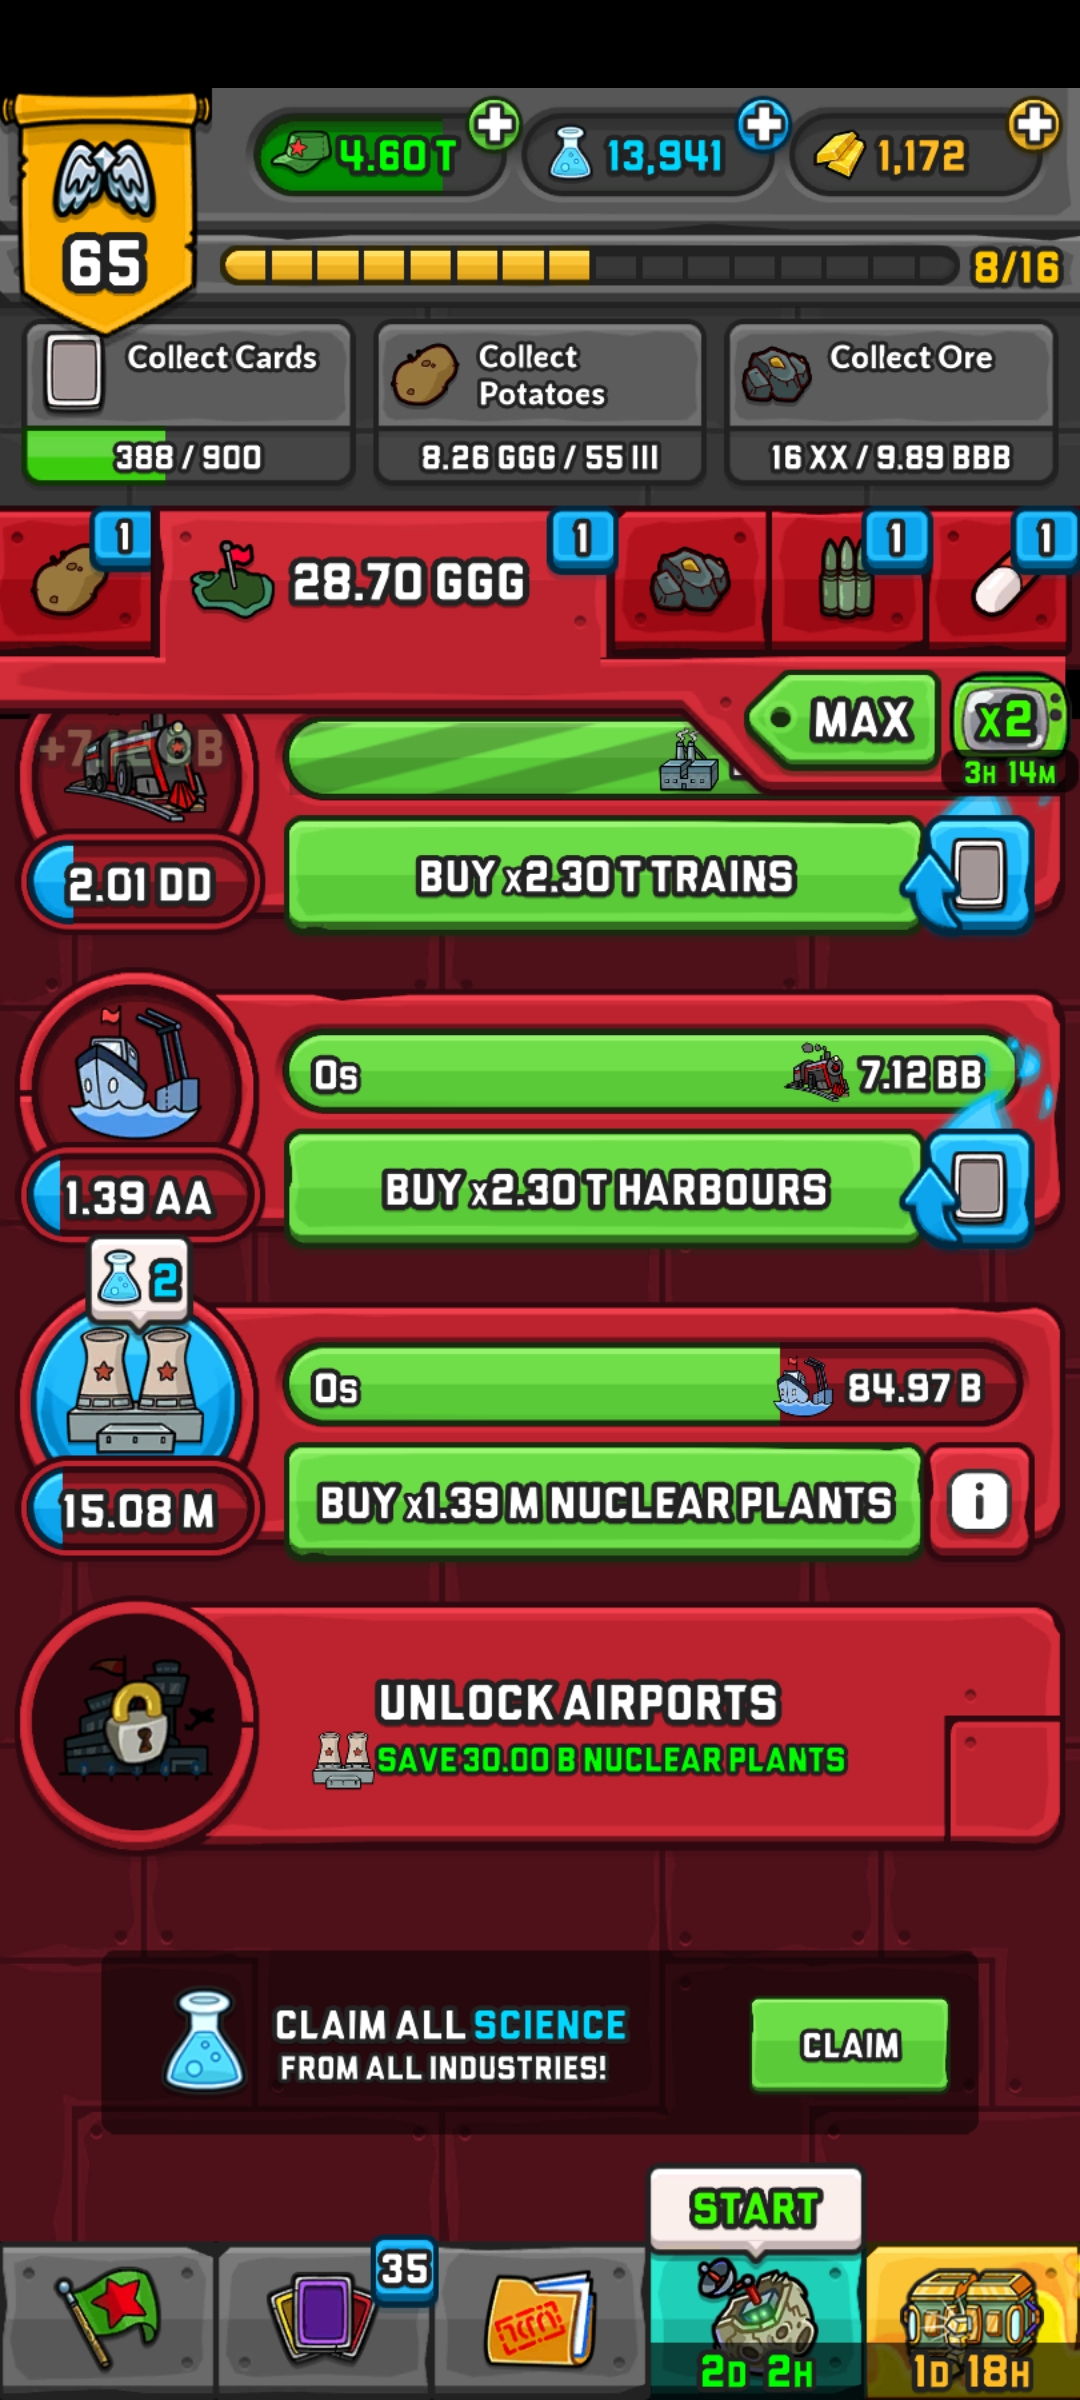 4.60 T
13,941
1,172
65
8/16
Collect Cards
388 / 900
Collect
Potatoes
8.26 GGG / 55 III
Collect Ore
16 XX / 9.89 BBB
1
28.70 GGG
1
1
1
MAX
x2
3H 14M
2.01 DD
BUY x2.30 T TRAINS
0s
7.12 BB
1.39 AA
BUY x2.30 T HARBOURS
2
0s
84.97 B
15.08 M
BUY x1.39 M NUCLEAR PLANTS
i
UNLOCK AIRPORTS
SAVE 30.00 B NUCLEAR PLANTS
CLAIM ALL SCIENCE
FROM ALL INDUSTRIES!
CLAIM
START
35
2D 2H
1D 18H